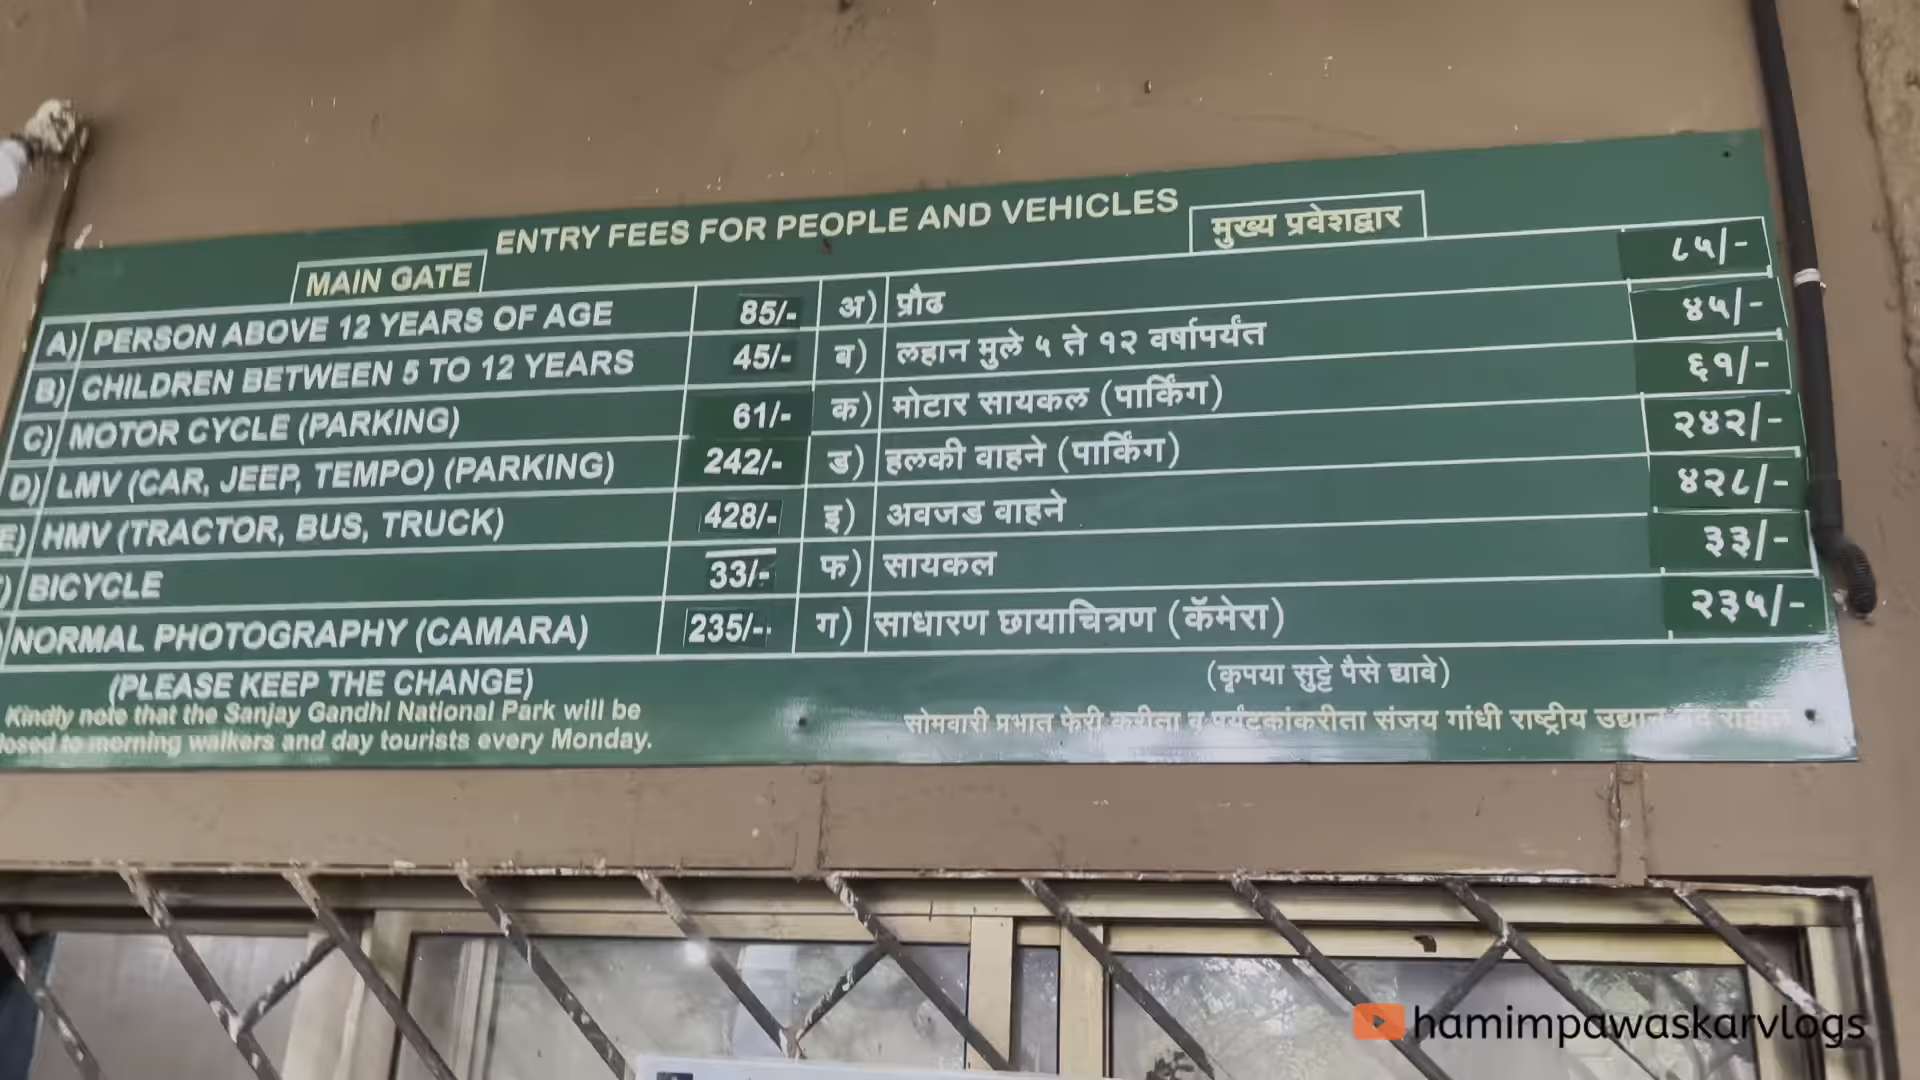 ENTRY FEES FOR PEOPLE AND VEHICLES
MAIN GATE
मुख्य प्रवेशद्वार
A) PERSON ABOVE 12 YEARS OF AGE 85/- अ) प्रौढ ८५/-
B) CHILDREN BETWEEN 5 TO 12 YEARS 45/- ब) लहान मुले ५ ते १२ वर्षापर्यंत ४५/-
C) MOTOR CYCLE (PARKING) 61/- क) मोटार सायकल (पार्किंग) ६१/-
D) LMV (CAR, JEEP, TEMPO) (PARKING) 242/- ड) हलकी वाहने (पार्किंग) २४२/-
E) HMV (TRACTOR, BUS, TRUCK) 428/- इ) अवजड वाहने ४२८/-
) BICYCLE 33/- फ) सायकल ३३/-
NORMAL PHOTOGRAPHY (CAMARA) 235/- ग) साधारण छायाचित्रण (कॅमेरा) २३५/-
(PLEASE KEEP THE CHANGE) (कृपया सुट्टे पैसे द्यावे)
Kindly note that the Sanjay Gandhi National Park will be
losed to morning walkers and day tourists every Monday.
सोमवारी प्रभात फेरी करीता व पर्यटकांकरीता संजय गांधी राष्ट्रीय उद्यान बंद राहील
hamimpawaskarvlogs